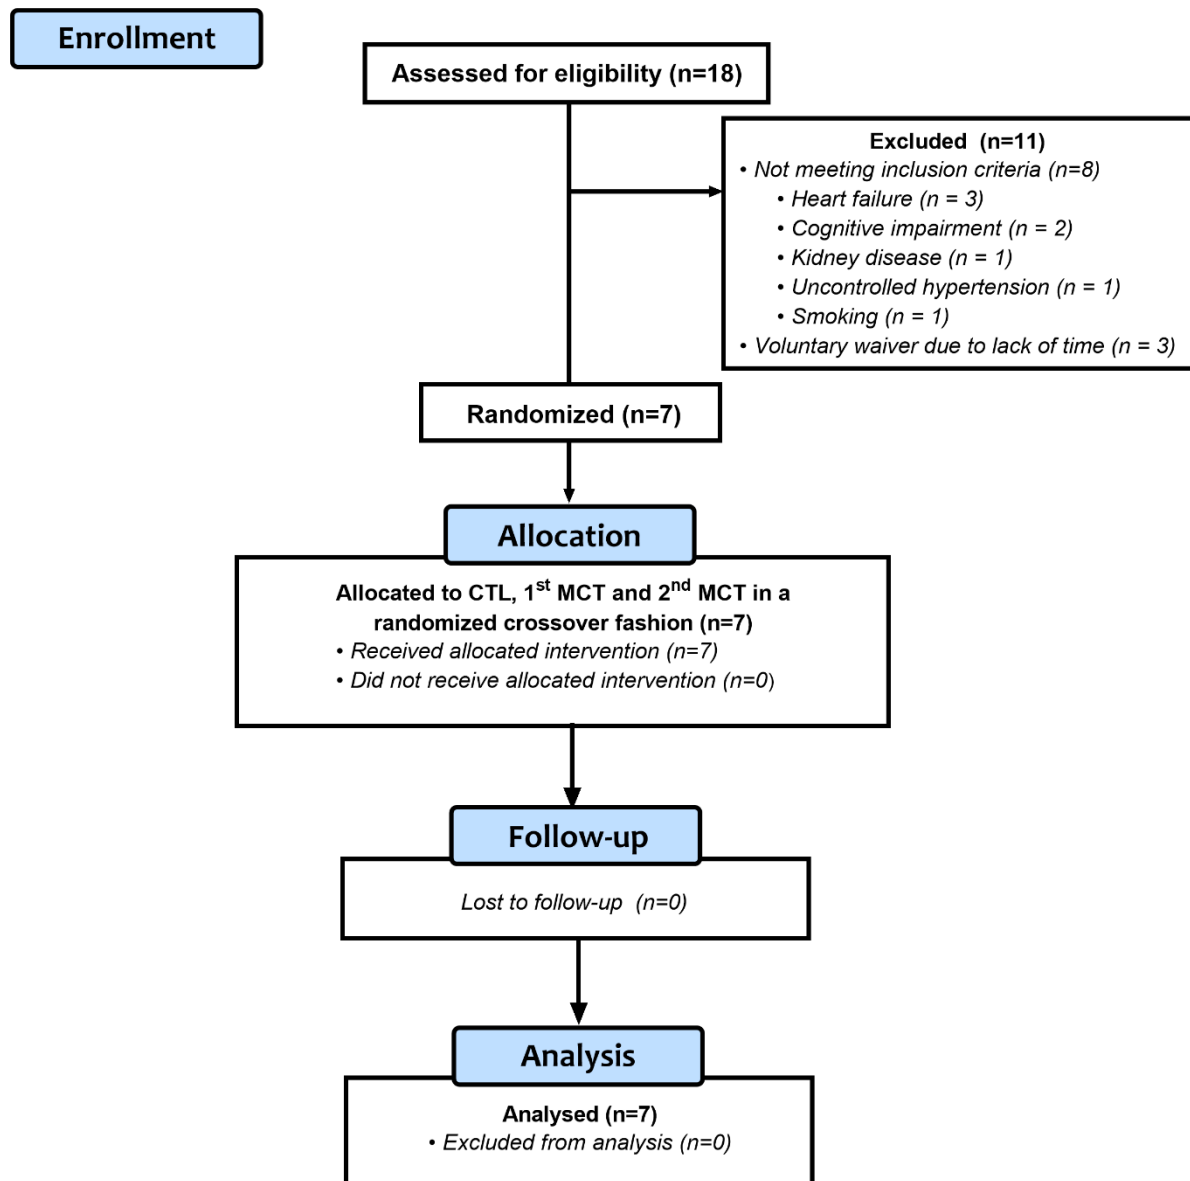 Enrollment
Assessed for eligibility (n=18)
Excluded (n=11)
• Not meeting inclusion criteria (n=8)
• Heart failure (n = 3)
• Cognitive impairment (n = 2)
• Kidney disease (n = 1)
• Uncontrolled hypertension (n = 1)
• Smoking (n = 1)
• Voluntary waiver due to lack of time (n = 3)
Randomized (n=7)
Allocation
Allocated to CTL, 1st MCT and 2nd MCT in a
randomized crossover fashion (n=7)
• Received allocated intervention (n=7)
• Did not receive allocated intervention (n=0)
Follow-up
Lost to follow-up (n=0)
Analysis
Analysed (n=7)
• Excluded from analysis (n=0)